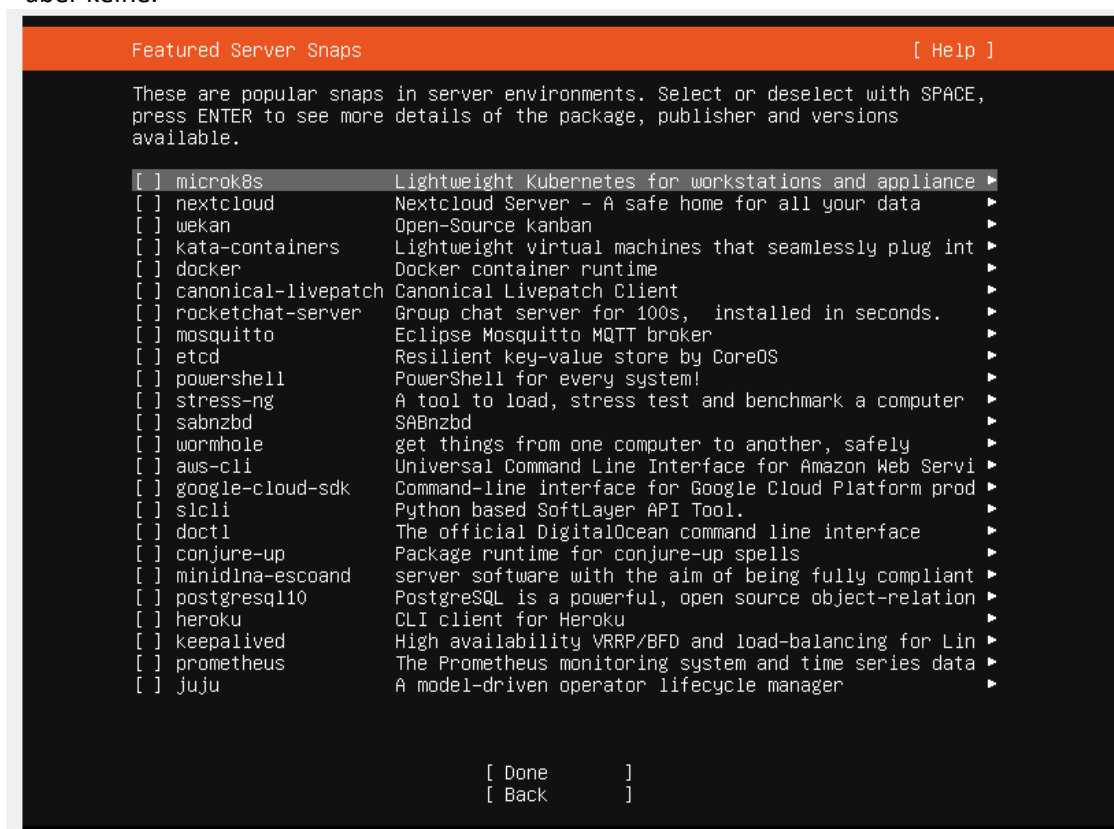 aber keine.
Featured Server Snaps [ Help ]
These are popular snaps in server environments. Select or deselect with SPACE,
press ENTER to see more details of the package, publisher and versions
available.
[ ] microk8s Lightweight Kubernetes for workstations and appliance ►
[ ] nextcloud Nextcloud Server – A safe home for all your data ►
[ ] wekan Open-Source kanban ►
[ ] kata-containers Lightweight virtual machines that seamlessly plug int ►
[ ] docker Docker container runtime ►
[ ] canonical-livepatch Canonical Livepatch Client ►
[ ] rocketchat-server Group chat server for 100s, installed in seconds. ►
[ ] mosquitto Eclipse Mosquitto MQTT broker ►
[ ] etcd Resilient key-value store by CoreOS ►
[ ] powershell PowerShell for every system! ►
[ ] stress-ng A tool to load, stress test and benchmark a computer ►
[ ] sabnzbd SABnzbd ►
[ ] wormhole get things from one computer to another, safely ►
[ ] aws-cli Universal Command Line Interface for Amazon Web Servi ►
[ ] google-cloud-sdk Command-line interface for Google Cloud Platform prod ►
[ ] slcli Python based SoftLayer API Tool. ►
[ ] doctl The official DigitalOcean command line interface ►
[ ] conjure-up Package runtime for conjure-up spells ►
[ ] minidlna-escoand server software with the aim of being fully compliant ►
[ ] postgresql10 PostgreSQL is a powerful, open source object-relation ►
[ ] heroku CLI client for Heroku ►
[ ] keepalived High availability VRRP/BFD and load-balancing for Lin ►
[ ] prometheus The Prometheus monitoring system and time series data ►
[ ] juju A model-driven operator lifecycle manager ►
[ Done ]
[ Back ]